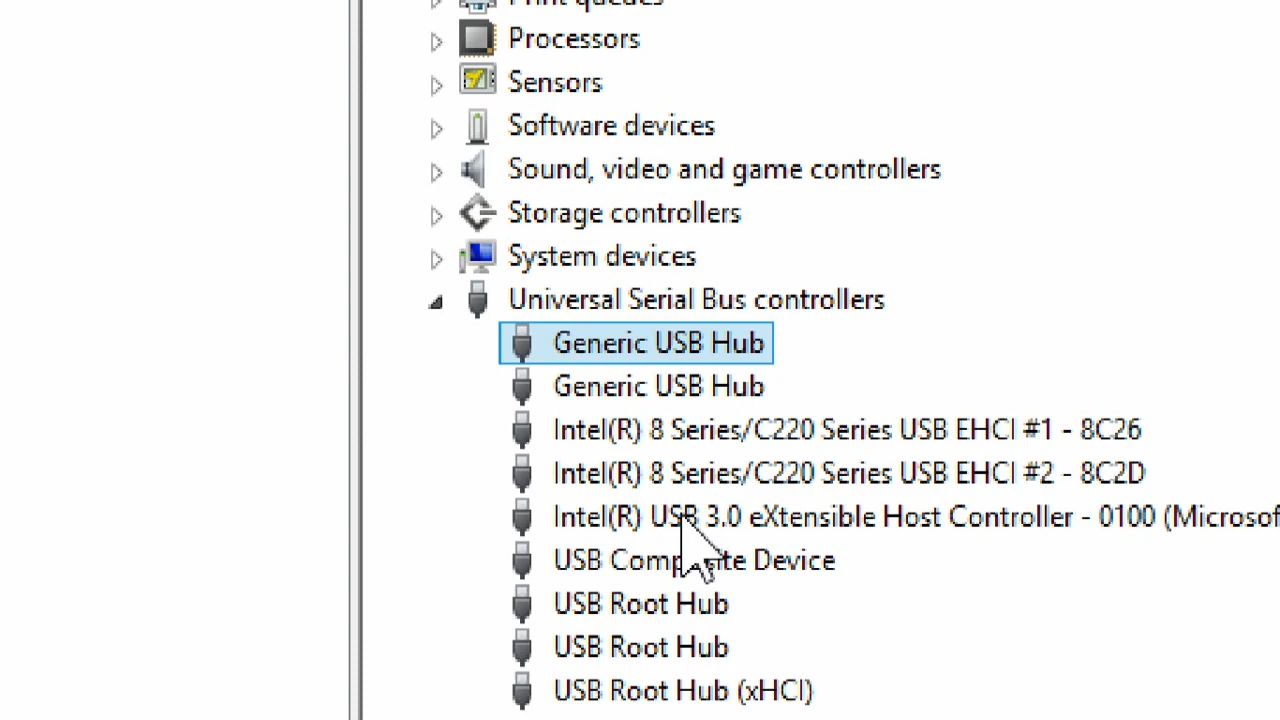 Print queues
Processors
Sensors
Software devices
Sound, video and game controllers
Storage controllers
System devices
Universal Serial Bus controllers
Generic USB Hub
Generic USB Hub
Intel(R) 8 Series/C220 Series USB EHCI #1 - 8C26
Intel(R) 8 Series/C220 Series USB EHCI #2 - 8C2D
Intel(R) USB 3.0 eXtensible Host Controller - 0100 (Microsof
USB Composite Device
USB Root Hub
USB Root Hub
USB Root Hub (xHCI)